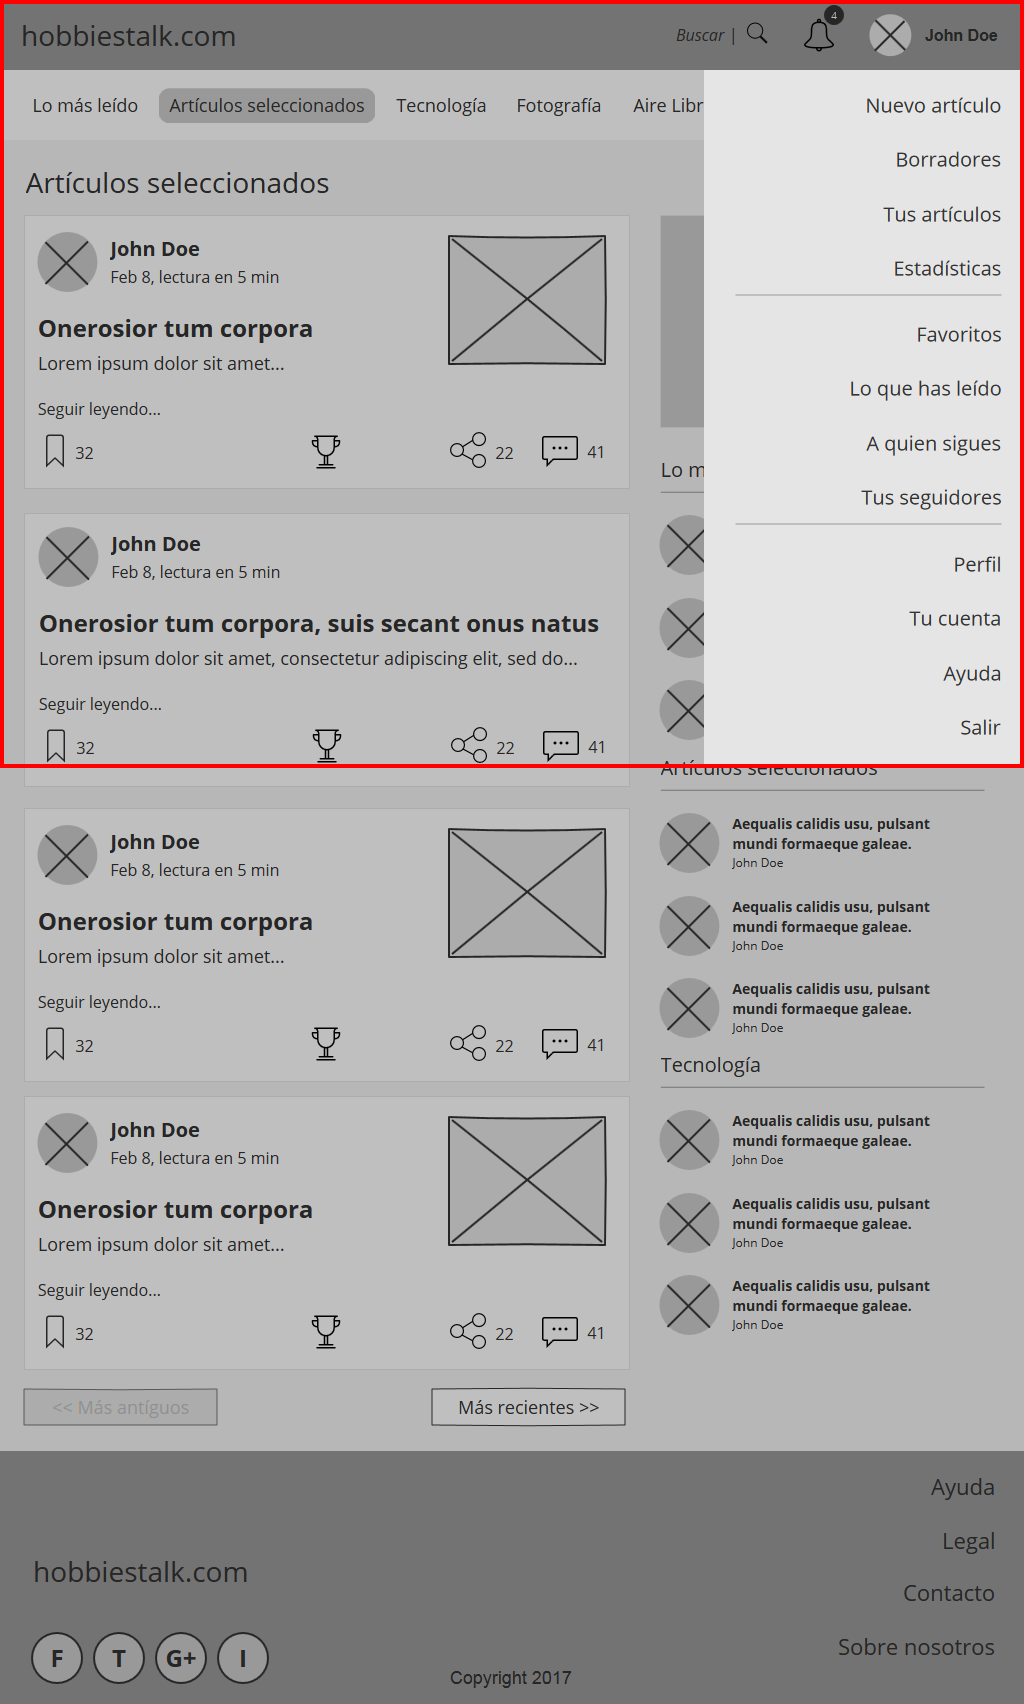 hobbiestalk.com
Buscar |
4
John Doe
Lo más leído
Artículos seleccionados
Tecnología
Fotografía
Aire Libr
Nuevo artículo
Borradores
Tus artículos
Estadísticas
Favoritos
Lo que has leído
A quien sigues
Tus seguidores
Perfil
Tu cuenta
Ayuda
Salir
Artículos seleccionados
John Doe
Feb 8, lectura en 5 min
Onerosior tum corpora
Lorem ipsum dolor sit amet...
Seguir leyendo...
32
22
41
John Doe
Feb 8, lectura en 5 min
Onerosior tum corpora, suis secant onus natus
Lorem ipsum dolor sit amet, consectetur adipiscing elit, sed do...
Seguir leyendo...
32
22
41
John Doe
Feb 8, lectura en 5 min
Onerosior tum corpora
Lorem ipsum dolor sit amet...
Seguir leyendo...
32
22
41
John Doe
Feb 8, lectura en 5 min
Onerosior tum corpora
Lorem ipsum dolor sit amet...
Seguir leyendo...
32
22
41
<< Más antíguos
Más recientes >>
Lo m
Artículos seleccionados
Aequalis calidis usu, pulsant
mundi formaeque galeae.
John Doe
Aequalis calidis usu, pulsant
mundi formaeque galeae.
John Doe
Aequalis calidis usu, pulsant
mundi formaeque galeae.
John Doe
Tecnología
Aequalis calidis usu, pulsant
mundi formaeque galeae.
John Doe
Aequalis calidis usu, pulsant
mundi formaeque galeae.
John Doe
Aequalis calidis usu, pulsant
mundi formaeque galeae.
John Doe
hobbiestalk.com
F
T
G+
I
Copyright 2017
Ayuda
Legal
Contacto
Sobre nosotros